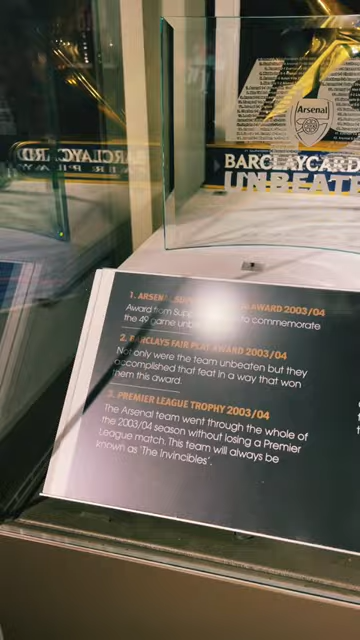 Arsenal
BARCLAYCARD
UNBEAT
BARCLAYCARD
1. ARSENAL AWARD 2003/04
Award from to commemorate
the 49 game
2. BARCLAYS FAIR PLAY AWARD 2003/04
Not only were the team unbeaten but they
accomplished that feat in a way that won
them this award.
3. PREMIER LEAGUE TROPHY 2003/04
The Arsenal team went through the whole of
the 2003/04 season without losing a Premier
League match. This team will always be
known as 'The Invincibles'.